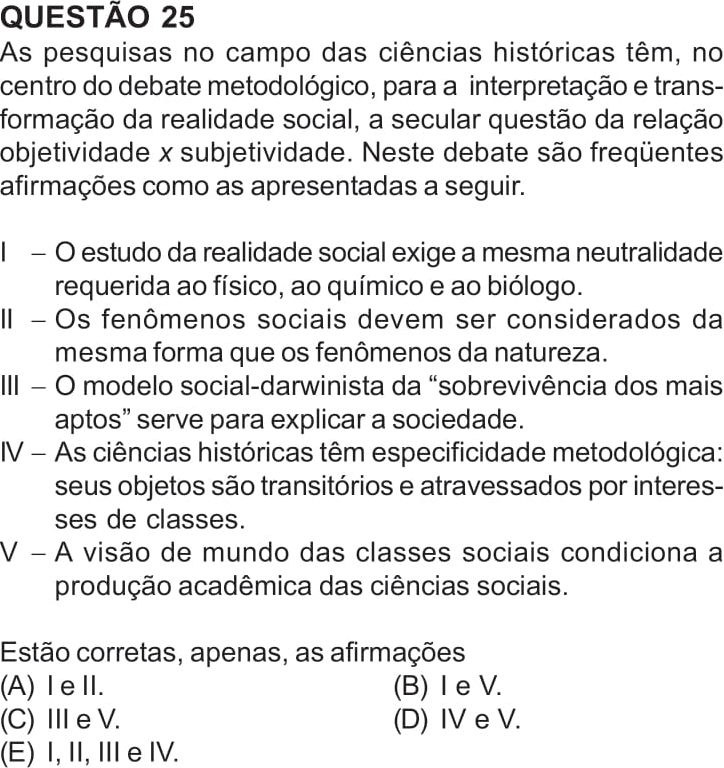 QUESTÃO 25
As pesquisas no campo das ciências históricas têm, no
centro do debate metodológico, para a interpretação e trans-
formação da realidade social, a secular questão da relação
objetividade x subjetividade. Neste debate são freqüentes
afirmações como as apresentadas a seguir.
I – O estudo da realidade social exige a mesma neutralidade
requerida ao físico, ao químico e ao biólogo.
II – Os fenômenos sociais devem ser considerados da
mesma forma que os fenômenos da natureza.
III – O modelo social-darwinista da “sobrevivência dos mais
aptos” serve para explicar a sociedade.
IV – As ciências históricas têm especificidade metodológica:
seus objetos são transitórios e atravessados por interes-
ses de classes.
V – A visão de mundo das classes sociais condiciona a
produção acadêmica das ciências sociais.
Estão corretas, apenas, as afirmações
(A) I e II. (B) I e V.
(C) III e V. (D) IV e V.
(E) I, II, III e IV.